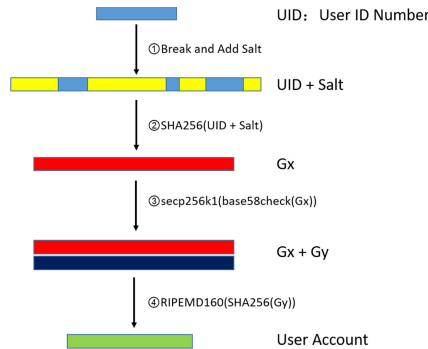 UID：User ID Number
①Break and Add Salt
UID + Salt
②SHA256(UID + Salt)
Gx
③secp256k1(base58check(Gx))
Gx + Gy
④RIPEMD160(SHA256(Gy))
User Account